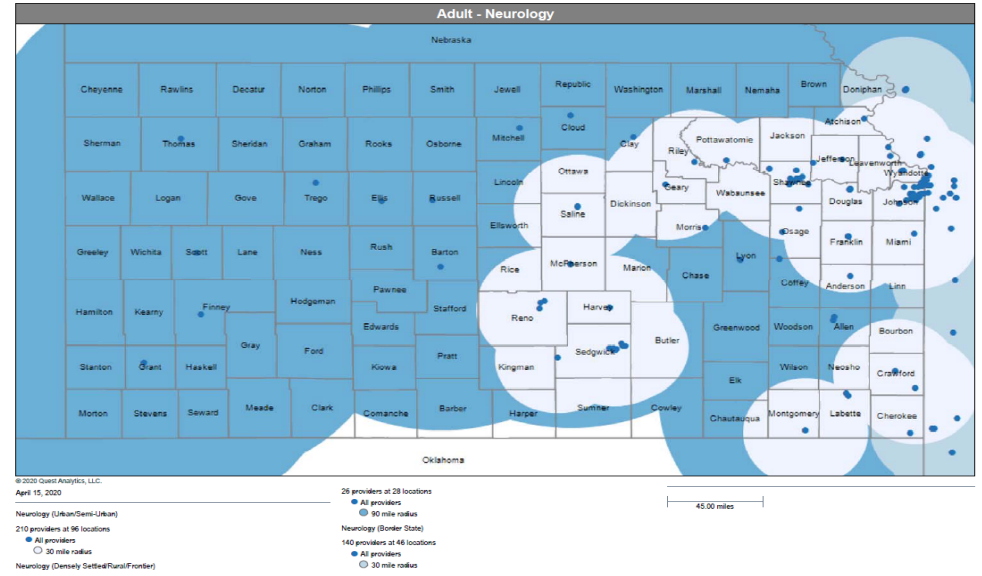 Adult - Neurology
Nebraska
Cheyenne Rawlins Decatur Norton Phillips Smith Jewell Republic Washington Marshall Nemaha Brown Doniphan
Sherman Thomas Sheridan Graham Rooks Osborne Mitchell Cloud Clay Riley Pottawatomie Jackson Atchison
Jefferson Leavenworth Wyandotte
Wallace Logan Gove Trego Ellis Russell Lincoln Ottawa Saline Dickinson Geary Wabaunsee Shawnee Douglas Johnson
Greeley Wichita Scott Lane Ness Rush Barton Ellsworth Rice McPherson Marion Morris Chase Lyon Osage Franklin Miami
Hamilton Kearny Finney Hodgeman Pawnee Edwards Stafford Reno Harvey Butler Greenwood Coffey Woodson Anderson Allen Linn Bourbon
Stanton Grant Haskell Gray Ford Kiowa Pratt Kingman Sedgwick Elk Wilson Neosho Crawford
Morton Stevens Seward Meade Clark Comanche Barber Harper Sumner Cowley Chautauqua Montgomery Labette Cherokee
Oklahoma
© 2020 Quest Analytics, LLC.
April 15, 2020
Neurology (Urban/Semi-Urban)
210 providers at 96 locations
All providers
30 mile radius
Neurology (Densely Settled/Rural/Frontier)
26 providers at 28 locations
All providers
90 mile radius
Neurology (Border State)
140 providers at 46 locations
All providers
30 mile radius
45.00 miles